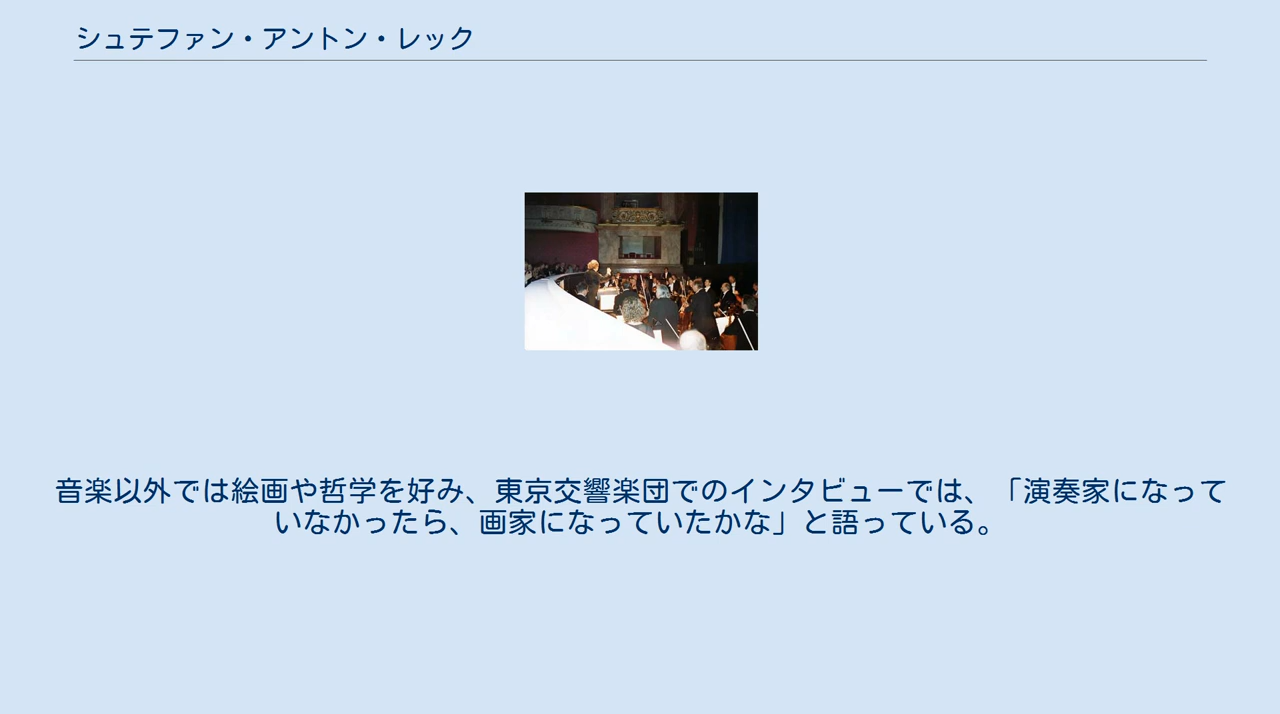 シュテファン・アントン・レック
音楽以外では絵画や哲学を好み、東京交響楽団でのインタビューでは、「演奏家になって
いなかったら、画家になっていたかな」と語っている。